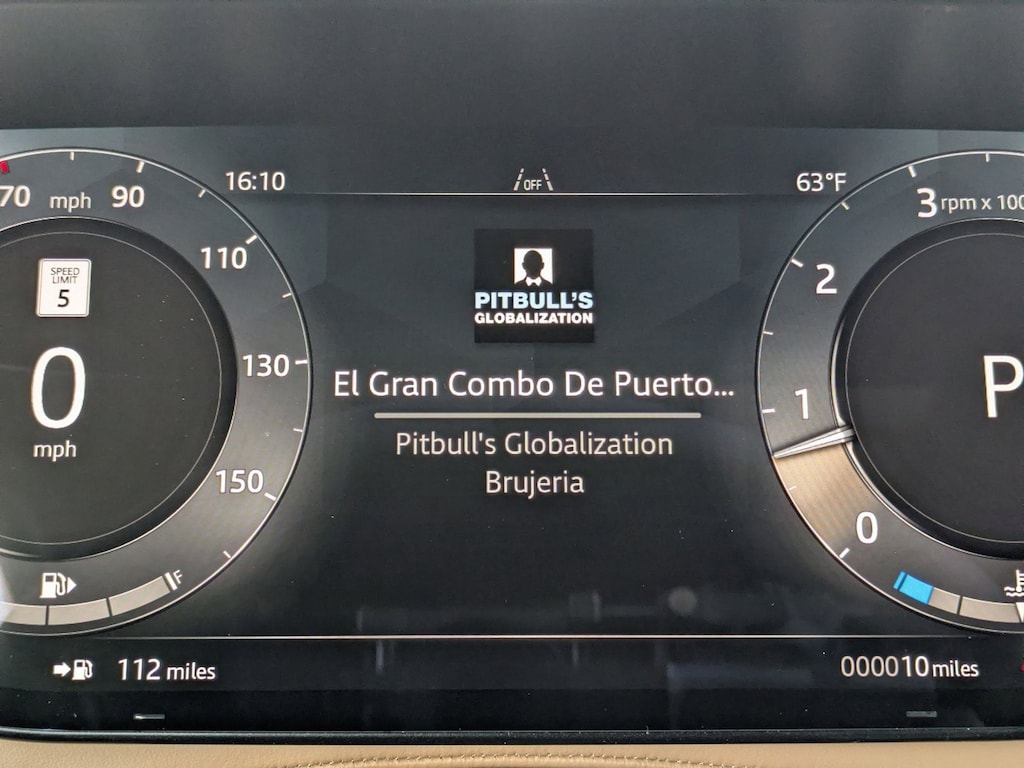 16:10
OFF
63°F
70 mph 90
110
130
150
SPEED
LIMIT
5
0
mph
F
PITBULL'S
GLOBALIZATION
El Gran Combo De Puerto...
Pitbull's Globalization
Brujeria
3 rpm x 100
2
1
0
P
112 miles
000010 miles